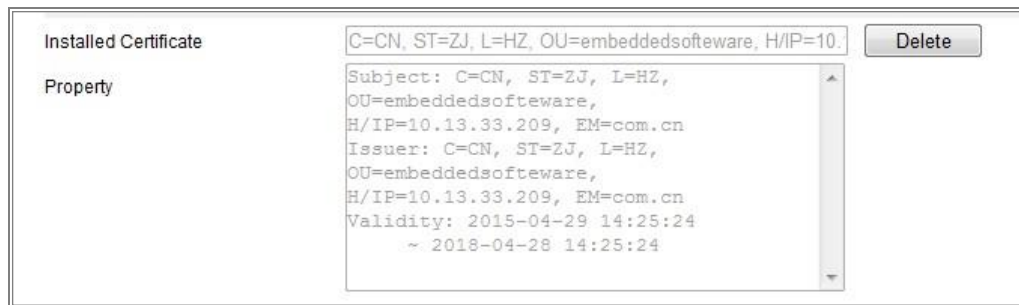 Installed Certificate
C=CN, ST=ZJ, L=HZ, OU=embeddedsofteware, H/IP=10.
Delete
Property
Subject: C=CN, ST=ZJ, L=HZ,
OU=embeddedsofteware,
H/IP=10.13.33.209, EM=com.cn
Issuer: C=CN, ST=ZJ, L=HZ,
OU=embeddedsofteware,
H/IP=10.13.33.209, EM=com.cn
Validity: 2015-04-29 14:25:24
~ 2018-04-28 14:25:24